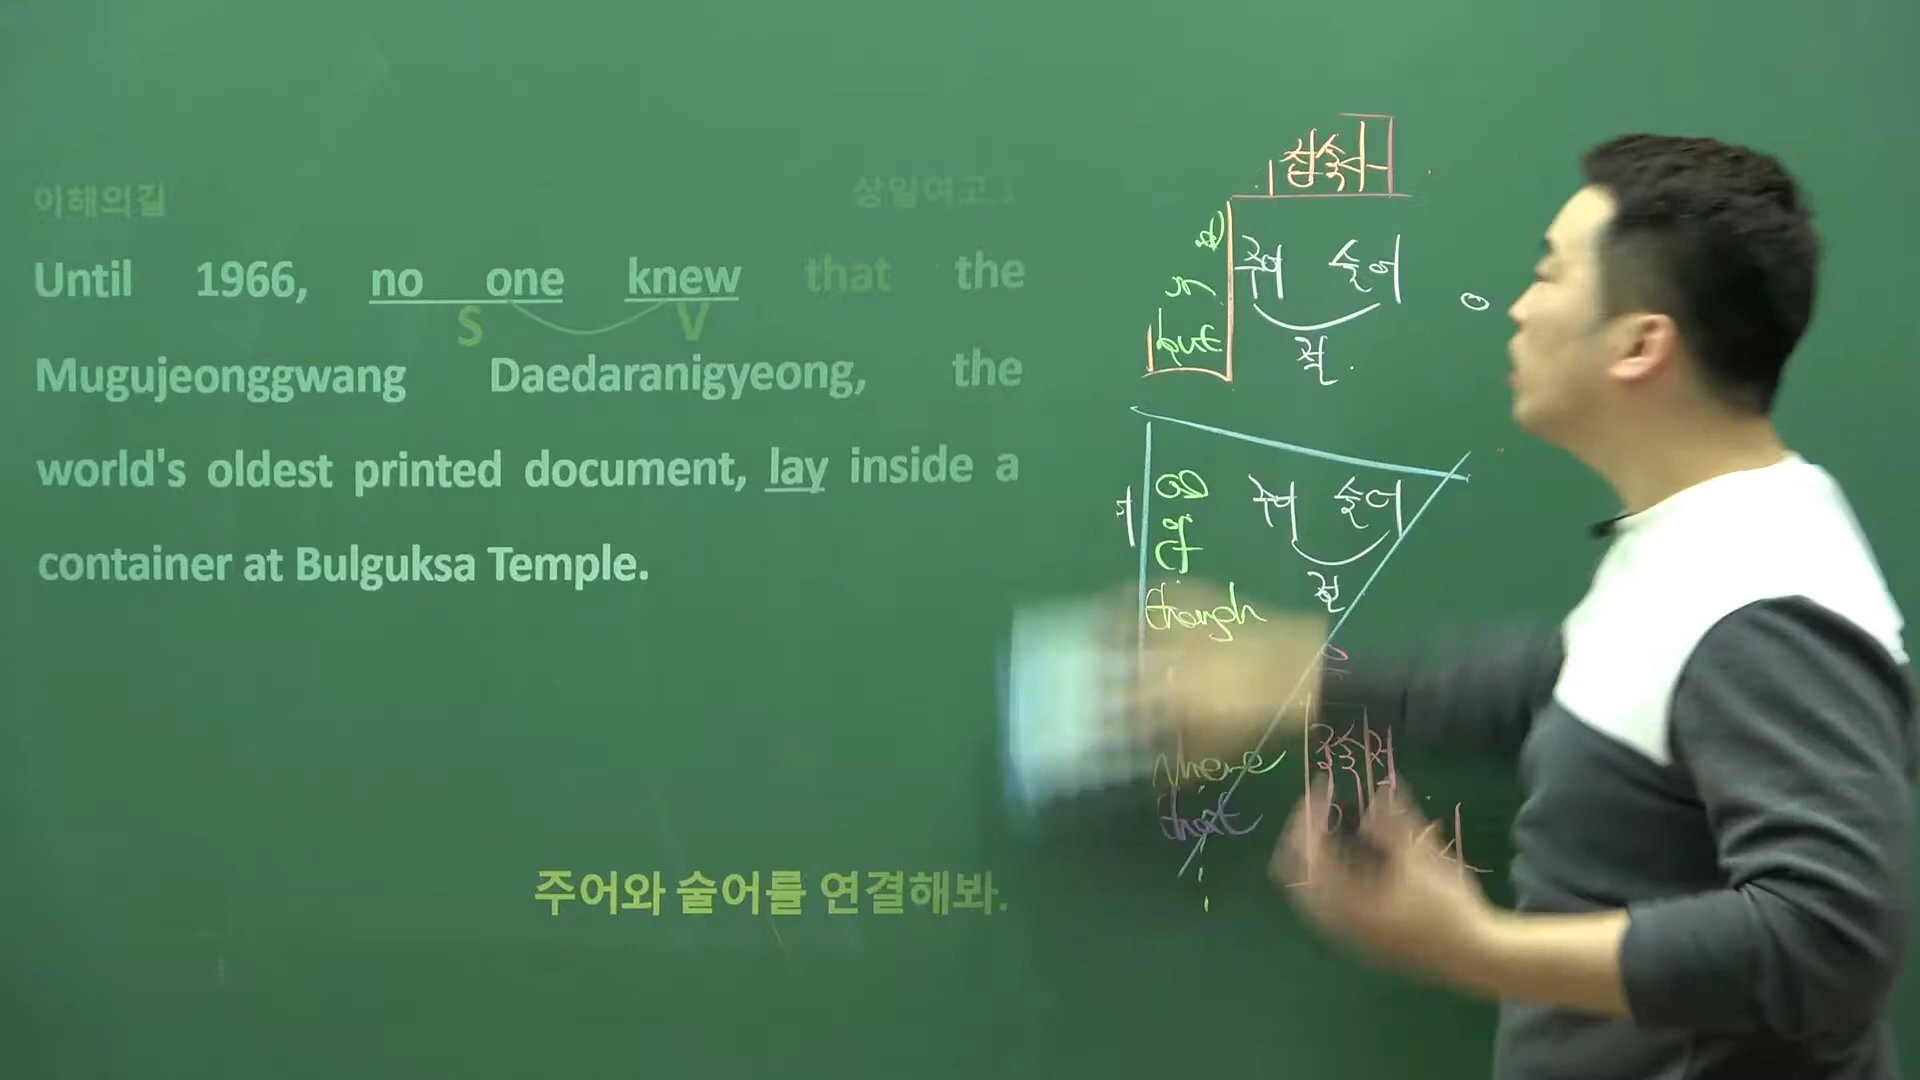 이해의길 상일여고 1
Until 1966, no one knew that the
S V
Mugujeonggwang Daedaranigyeong, the
world's oldest printed document, lay inside a
container at Bulguksa Temple.
주어와 술어를 연결해봐.
접속사
주어 술어
but
절.
as 주어 술어
if
절
though
where
that